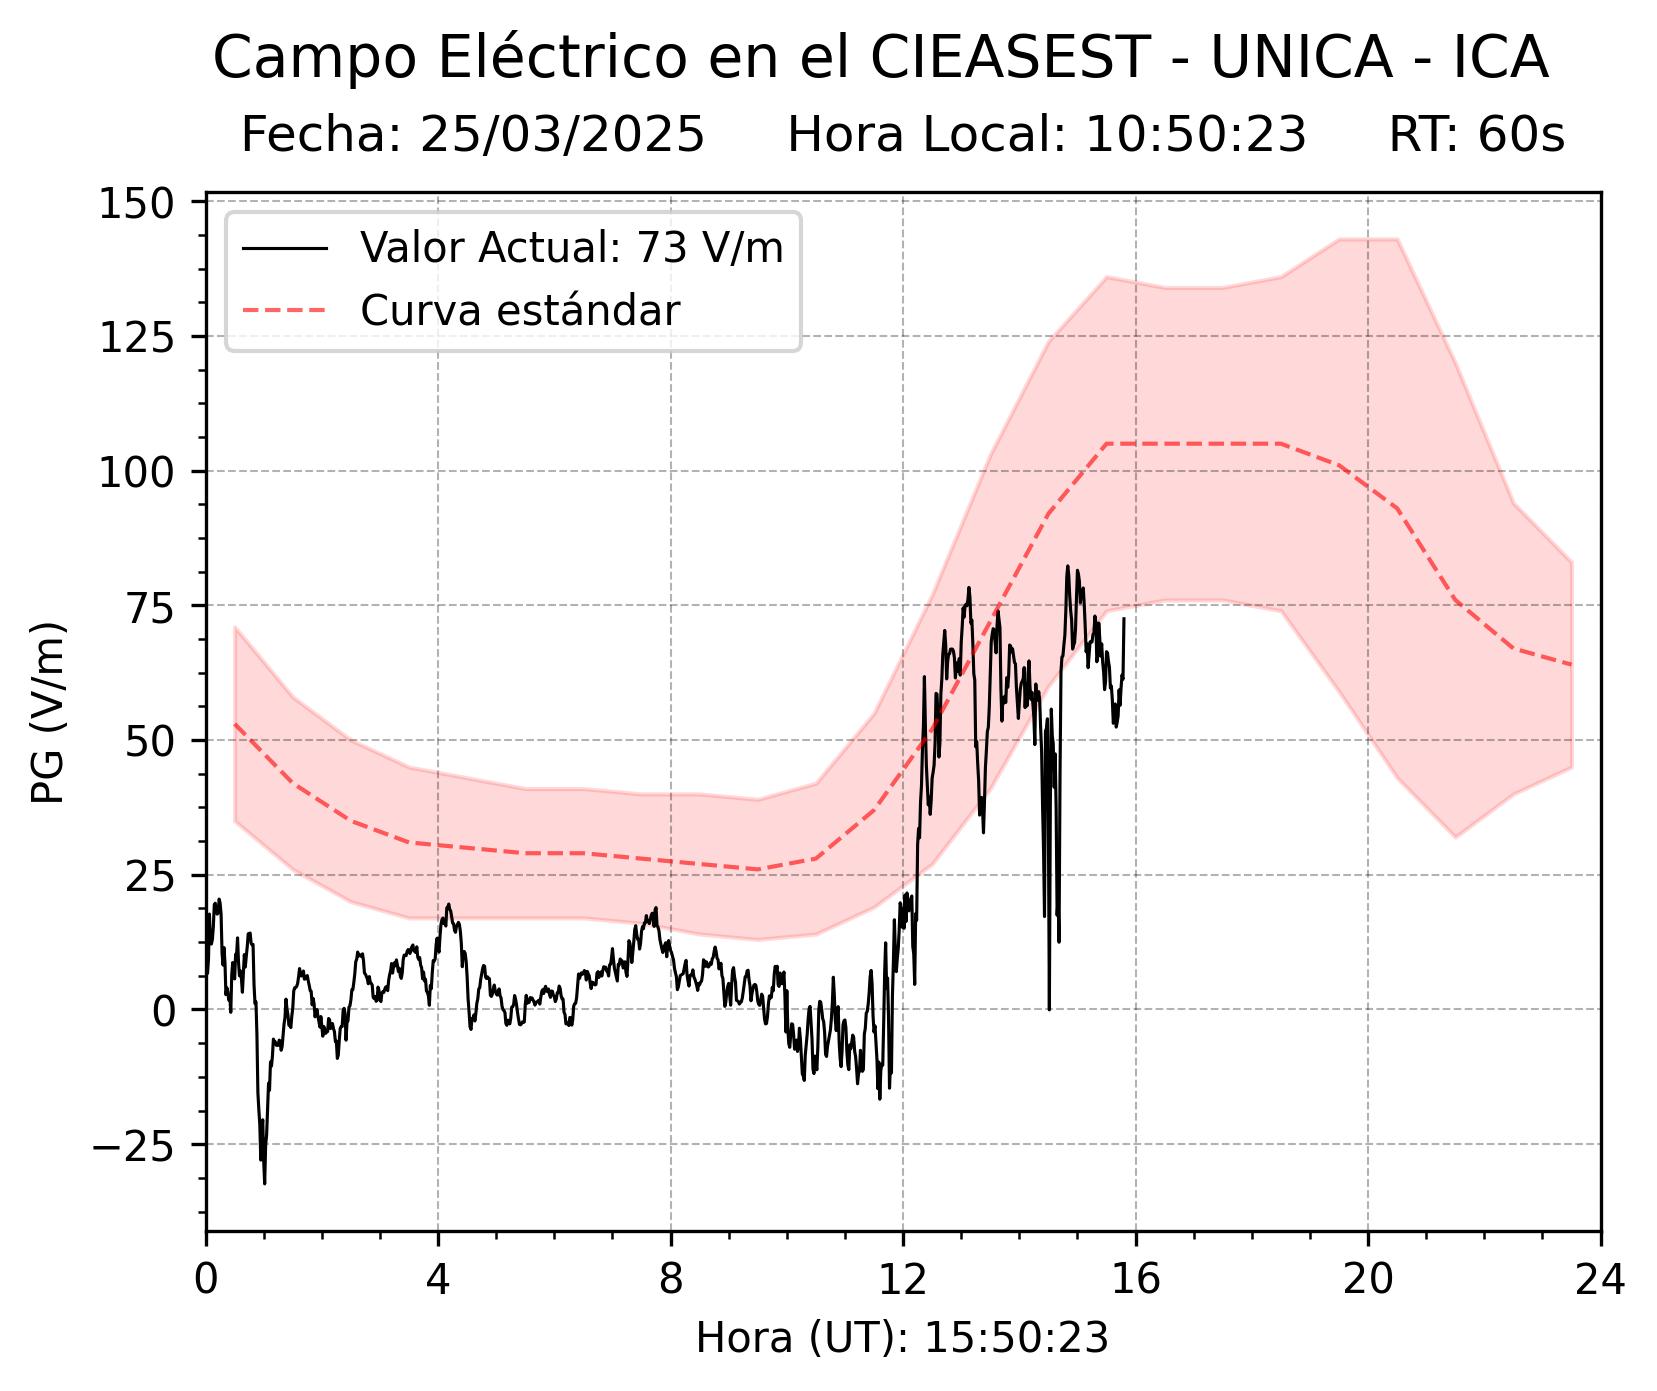 Campo Eléctrico en el CIEASEST - UNICA - ICA
Fecha: 25/03/2025 Hora Local: 10:50:23 RT: 60s
Valor Actual: 73 V/m
Curva estándar
150
125
100
75
50
25
0
−25
PG (V/m)
0 4 8 12 16 20 24
Hora (UT): 15:50:23